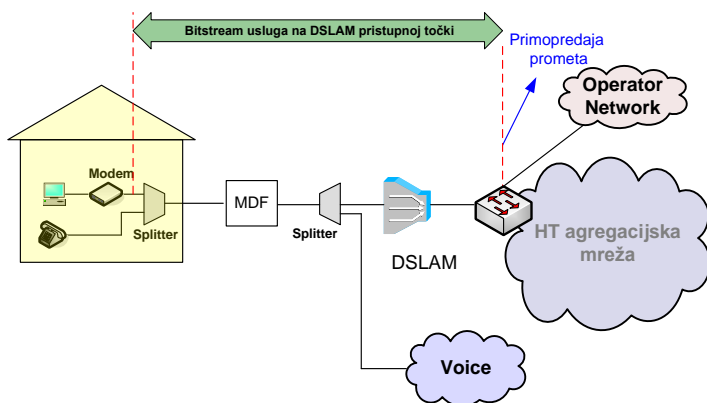 Bitstream usluga na DSLAM pristupnoj točki
Primopredaja
prometa
Operator
Network
Modem
Splitter
MDF
Splitter
DSLAM
HT agregacijska
mreža
Voice